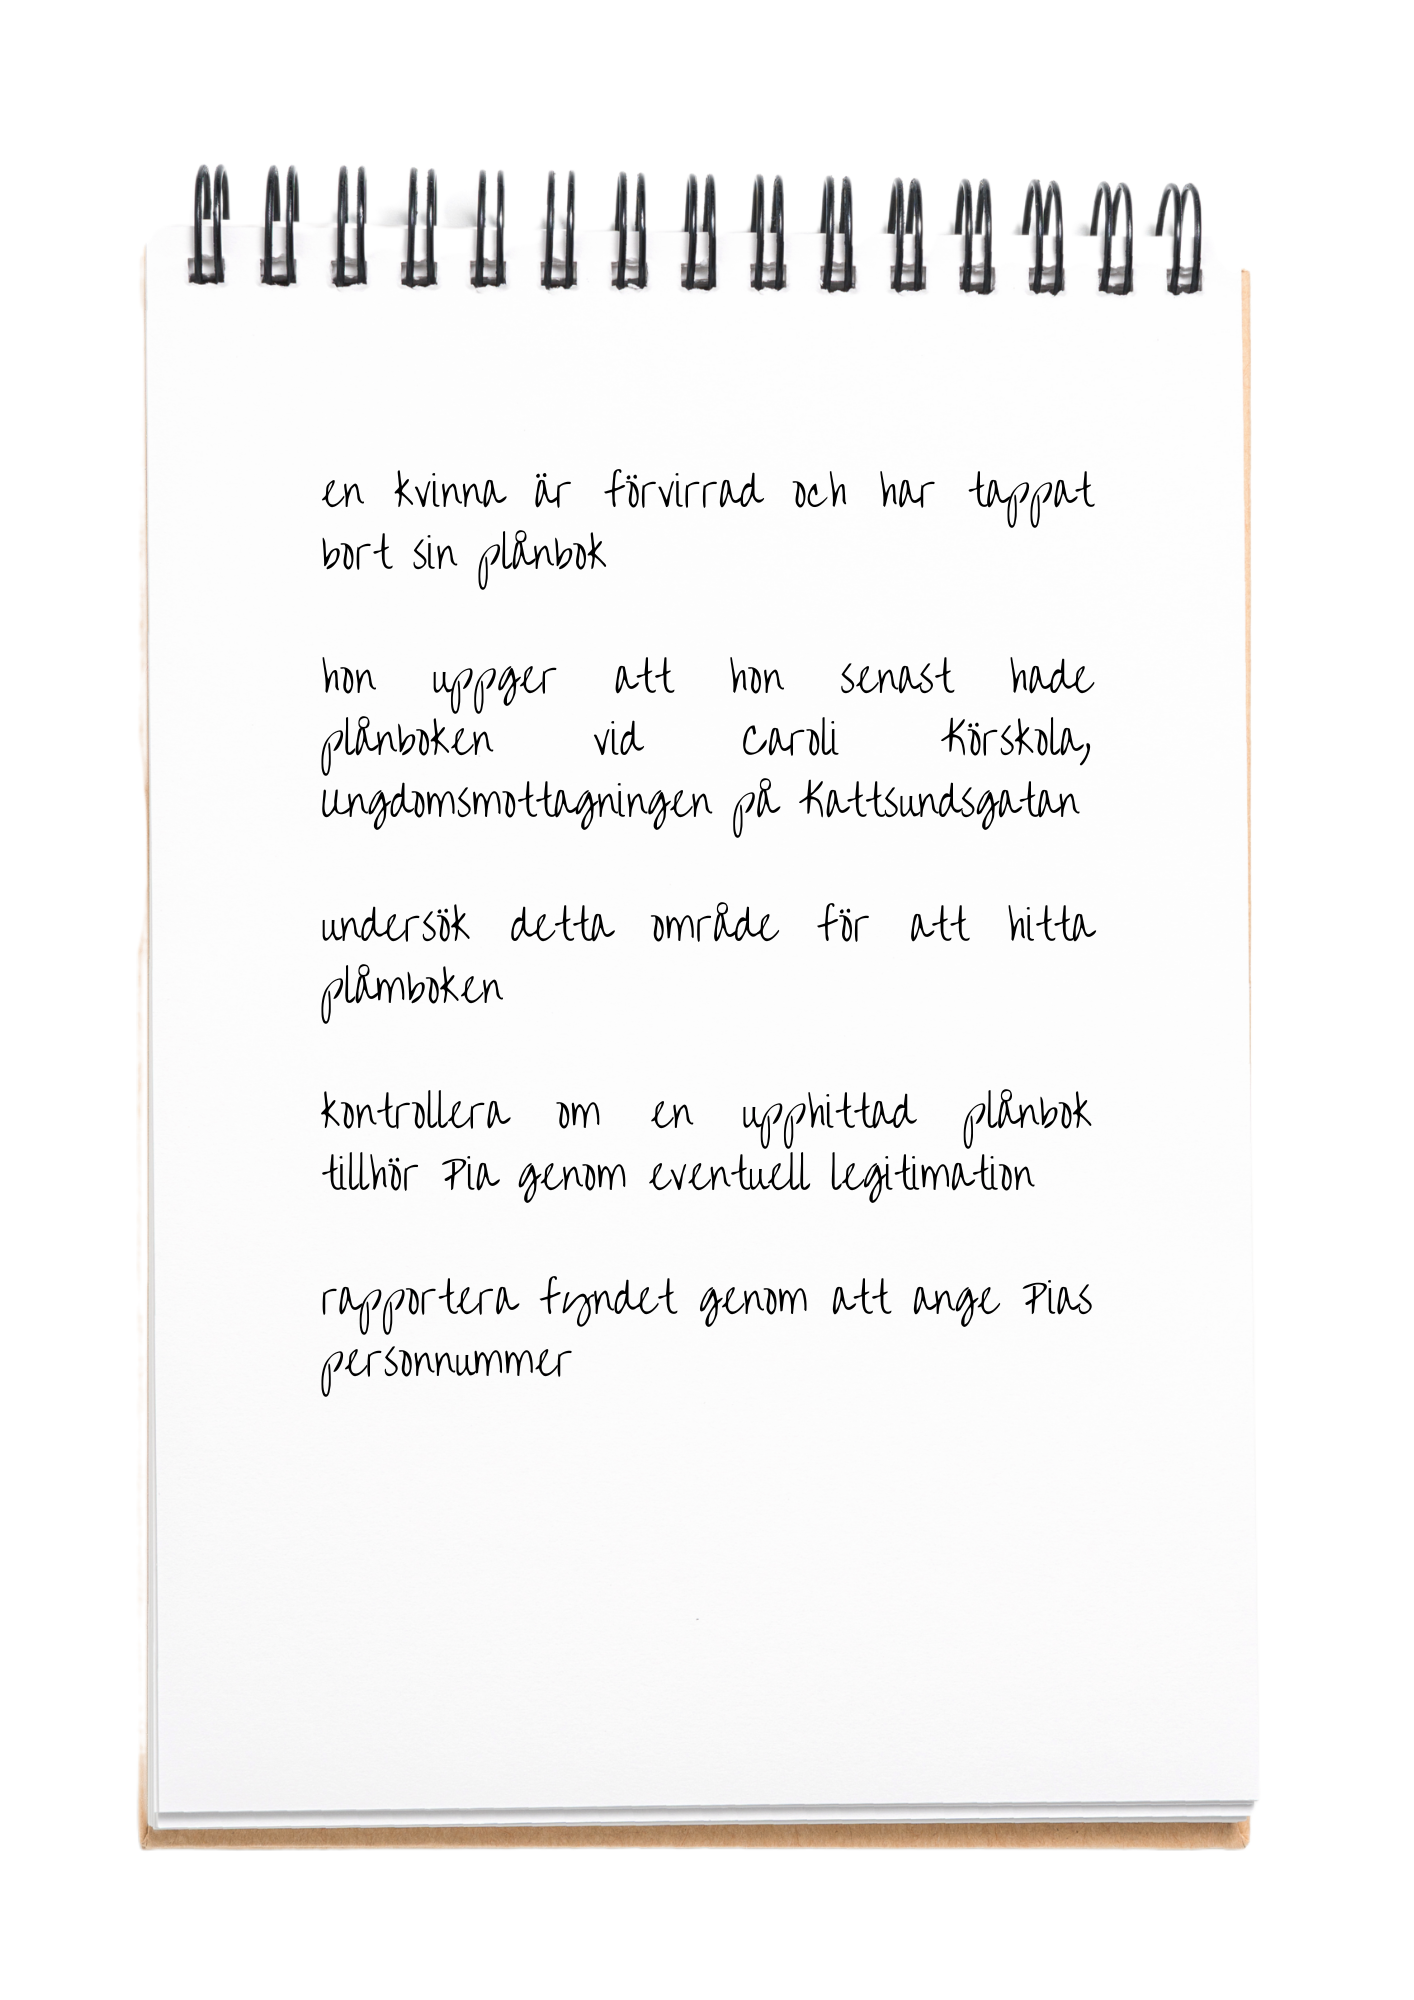 en kvinna är förvirrad och har tappat
bort sin plånbok
hon uppger att hon senast hade
plånboken vid Caroli Körskola,
Ungdomsmottagningen på Kattsundsgatan
undersök detta område för att hitta
plåmboken
kontrollera om en upphittad plånbok
tillhör Pia genom eventuell legitimation
rapportera fyndet genom att ange Pias
personnummer